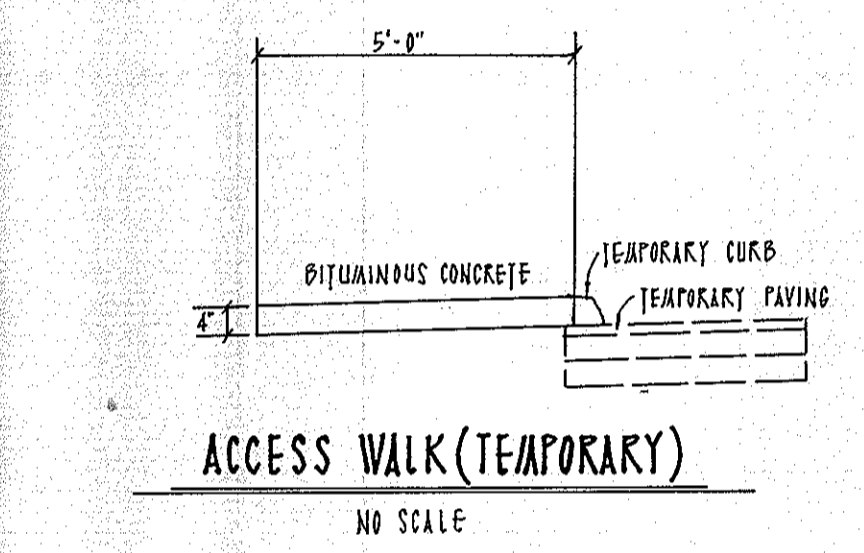 5'-0"
BITUMINOUS CONCRETE
TEMPORARY CURB
TEMPORARY PAVING
4"
ACCESS WALK (TEMPORARY)
NO SCALE